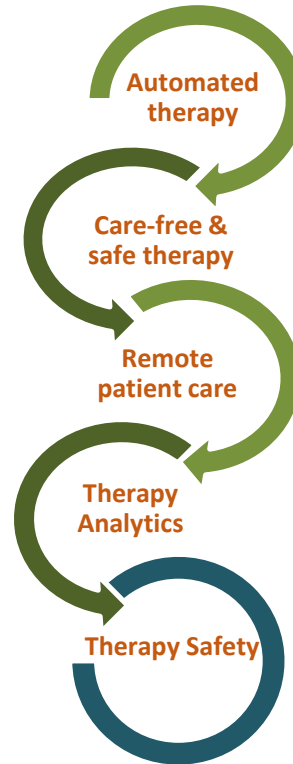 Automated
therapy
Care-free &
safe therapy
Remote
patient care
Therapy
Analytics
Therapy Safety